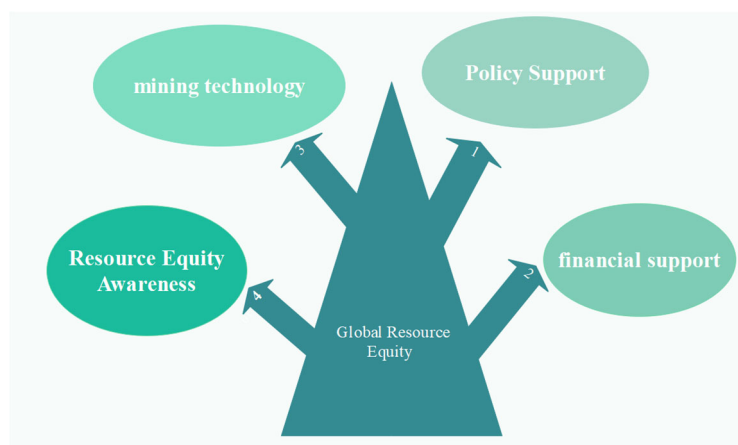 mining technology
Policy Support
3
1
Resource Equity
Awareness
financial support
2
4
Global Resource
Equity